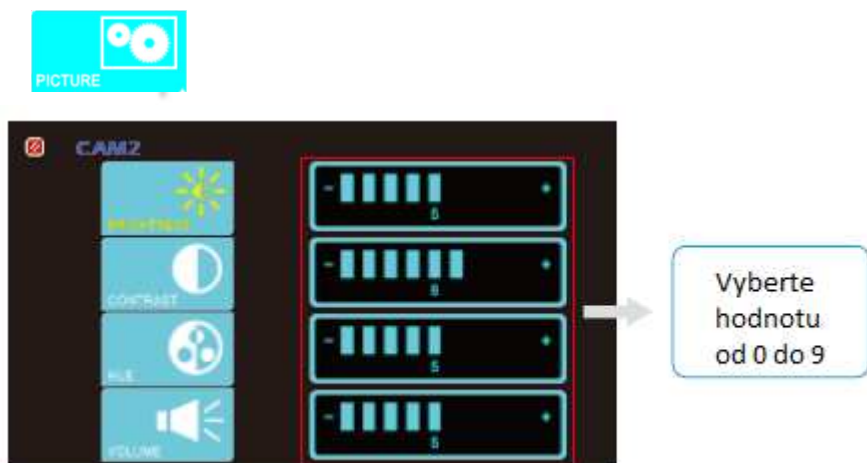 PICTURE
CAM2
BRIGHTNESS
- +
5
CONTRAST
- +
6
HUE
- +
5
VOLUME
- +
5
Vyberte
hodnotu
od 0 do 9